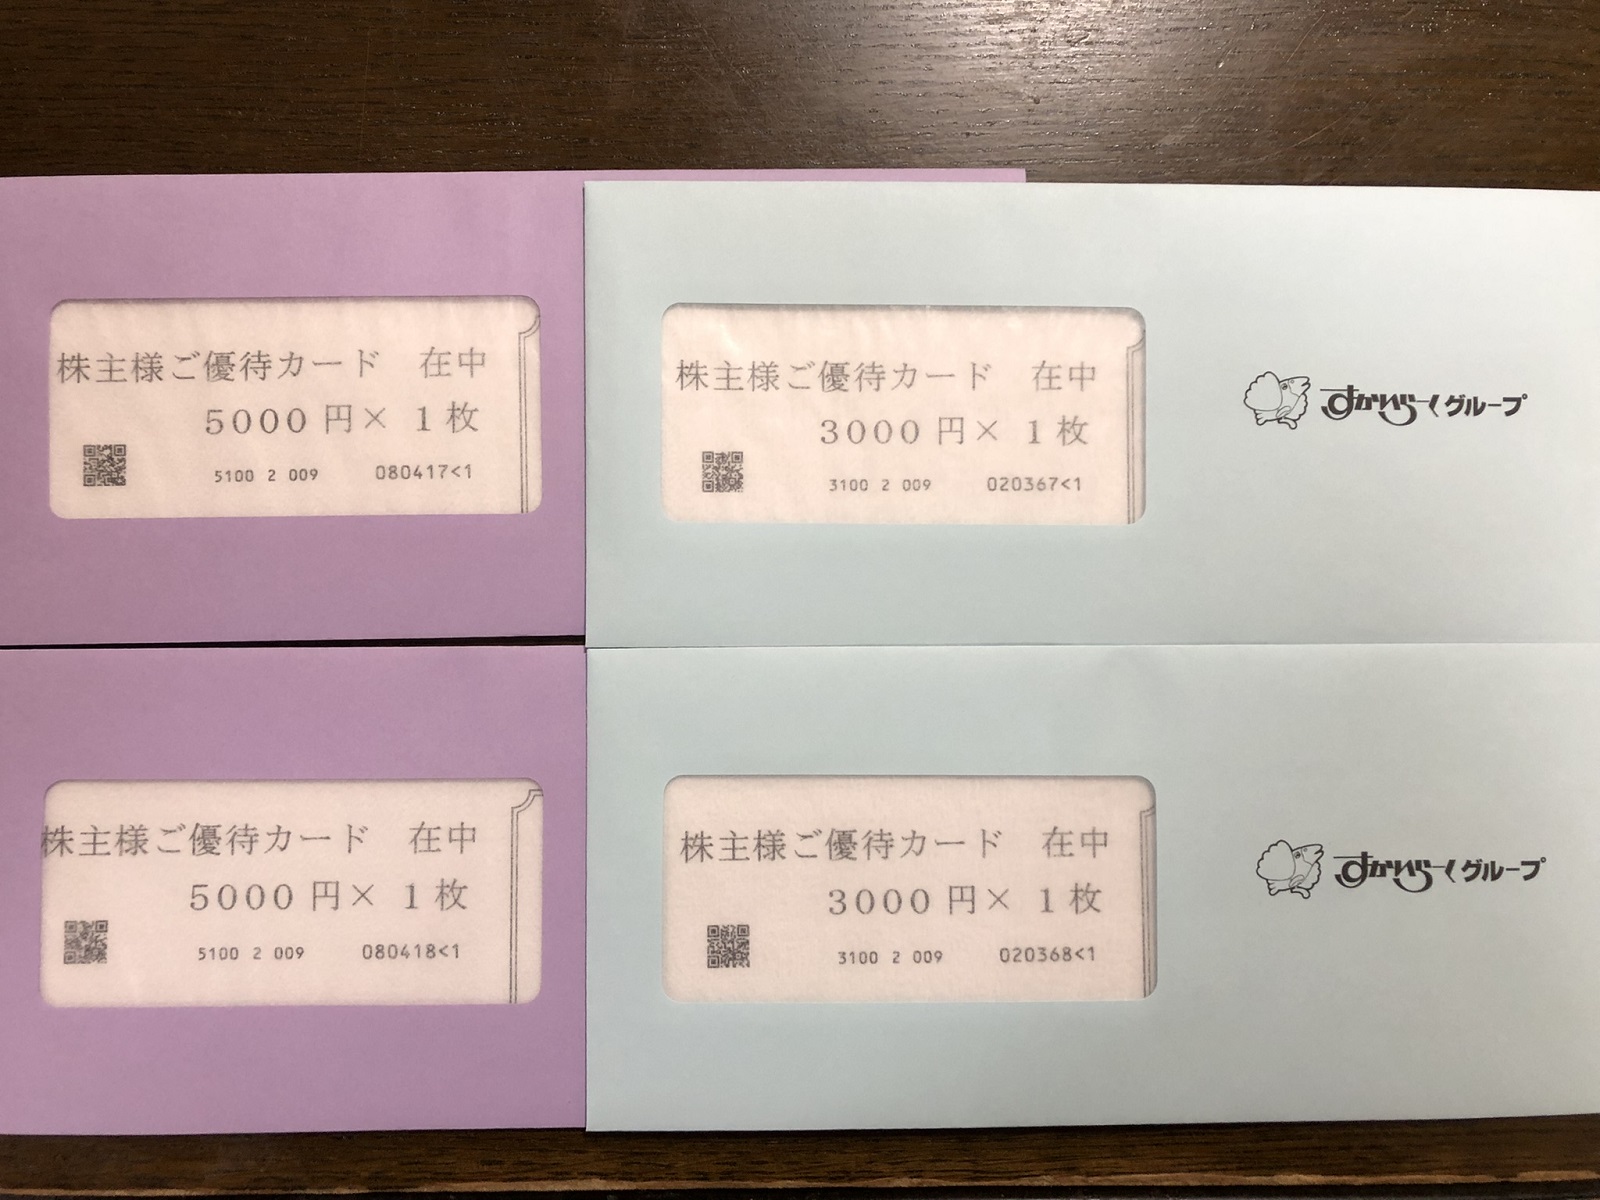 株主様ご優待カード 在中
5000円× 1枚
5100 2 009 080417<1
株主様ご優待カード 在中
3000円× 1枚
3100 2 009 020367<1
すかいらーくグループ
株主様ご優待カード 在中
5000円× 1枚
5100 2 009 080418<1
株主様ご優待カード 在中
3000円× 1枚
3100 2 009 020368<1
すかいらーくグループ